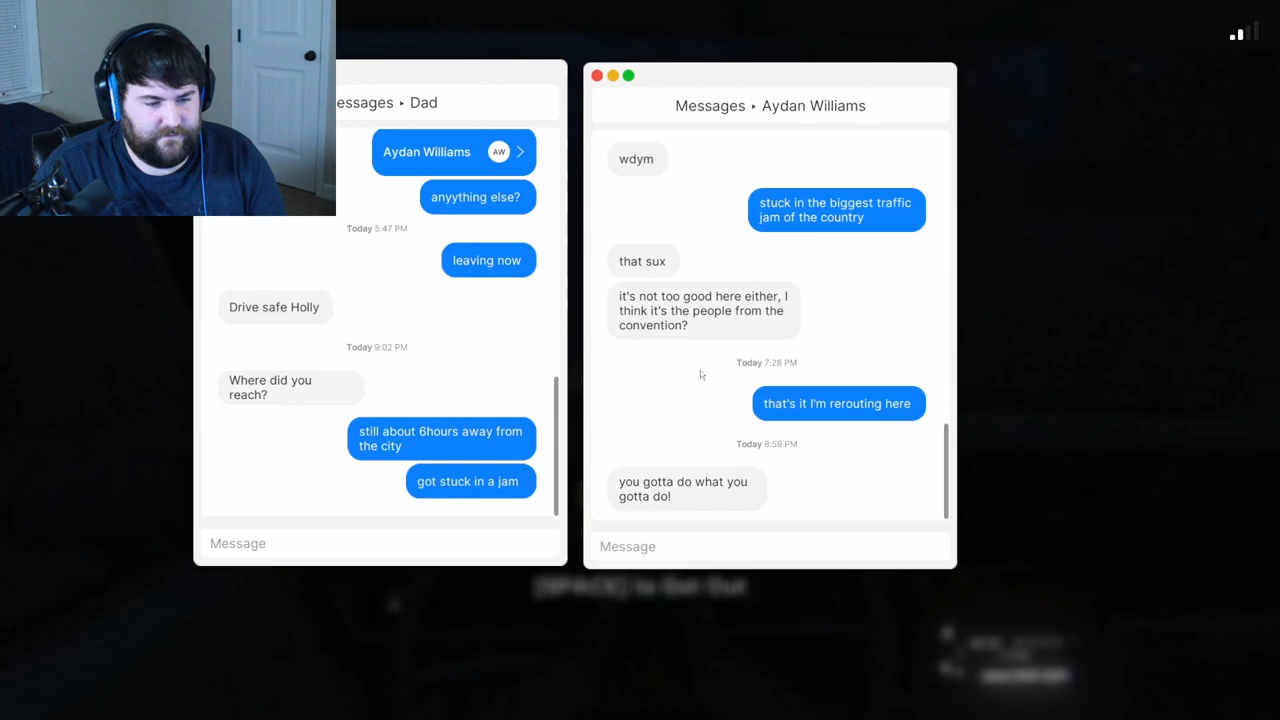 essages ▸ Dad
Aydan Williams
AW
anyything else?
Today 5:47 PM
leaving now
Drive safe Holly
Today 9:02 PM
Where did you
reach?
still about 6hours away from
the city
got stuck in a jam
Message
Messages ▸ Aydan Williams
wdym
stuck in the biggest traffic
jam of the country
that sux
it's not too good here either, I
think it's the people from the
convention?
Today 7:28 PM
that's it I'm rerouting here
Today 8:59 PM
you gotta do what you
gotta do!
Message
[SPACE] to Get Out